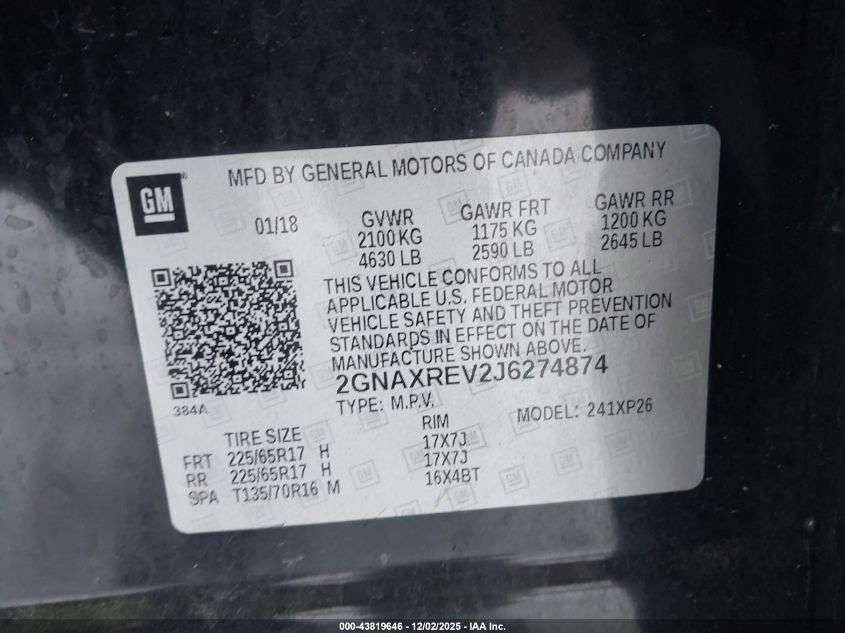 MFD BY GENERAL MOTORS OF CANADA COMPANY
GM
01/18
GVWR GAWR FRT GAWR RR
2100 KG 1175 KG 1200 KG
4630 LB 2590 LB 2645 LB
THIS VEHICLE CONFORMS TO ALL
APPLICABLE U.S. FEDERAL MOTOR
VEHICLE SAFETY AND THEFT PREVENTION
STANDARDS IN EFFECT ON THE DATE OF
MANUFACTURE SHOWN ABOVE.
2GNAXREV2J6274874
384A
TYPE: M.P.V. MODEL: 241XP26
TIRE SIZE RIM
FRT 225/65R17 H 17X7J
RR 225/65R17 H 17X7J
SPA T135/70R16 M 16X4BT
000-43819646 - 12/02/2025 - IAA Inc.